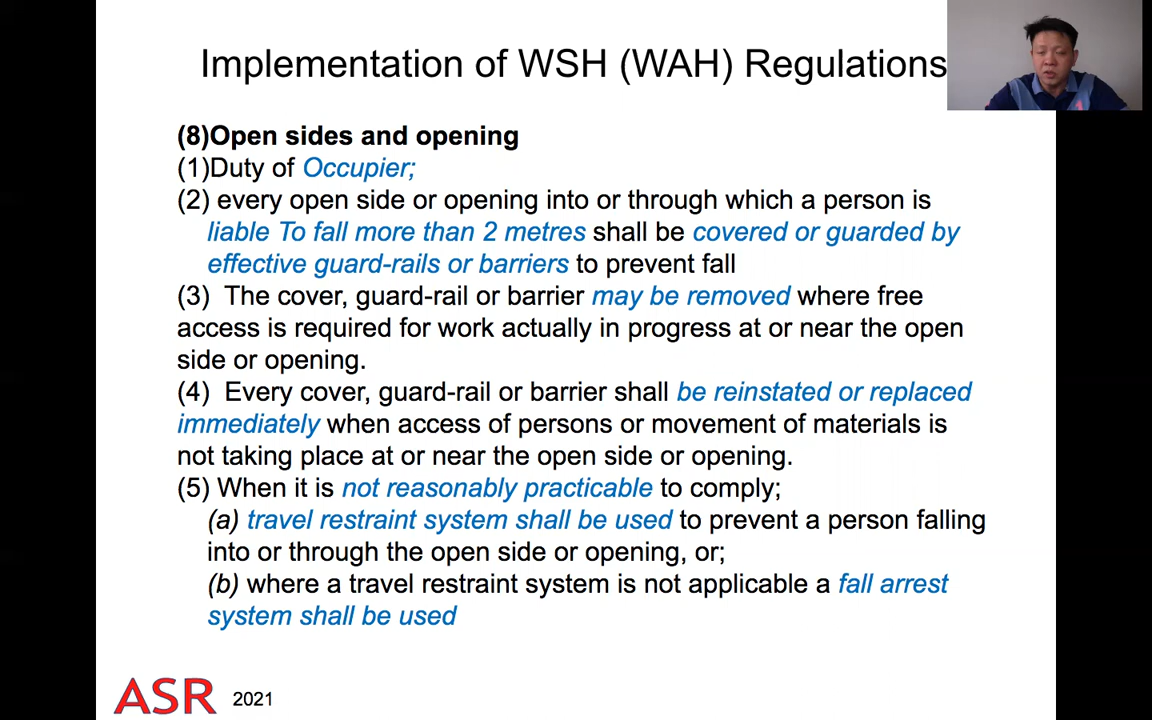 Implementation of WSH (WAH) Regulations
(8)Open sides and opening
(1)Duty of Occupier;
(2) every open side or opening into or through which a person is
liable To fall more than 2 metres shall be covered or guarded by
effective guard-rails or barriers to prevent fall
(3)  The cover, guard-rail or barrier may be removed where free
access is required for work actually in progress at or near the open
side or opening.
(4)  Every cover, guard-rail or barrier shall be reinstated or replaced
immediately when access of persons or movement of materials is
not taking place at or near the open side or opening.
(5) When it is not reasonably practicable to comply;
(a) travel restraint system shall be used to prevent a person falling
into or through the open side or opening, or;
(b) where a travel restraint system is not applicable a fall arrest
system shall be used
ASR 2021